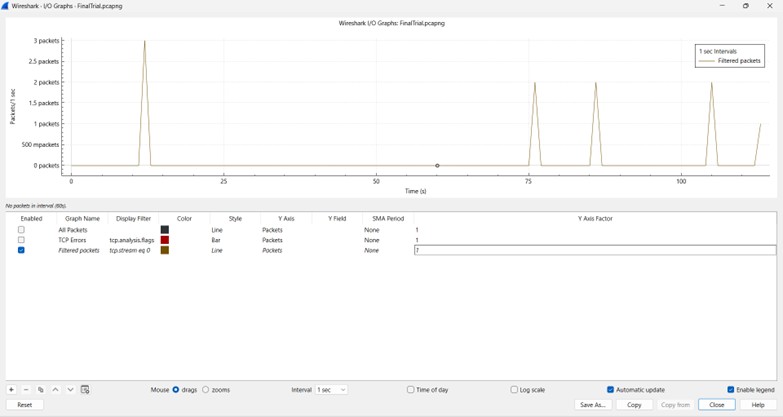 Wireshark · I/O Graphs · FinalTrial.pcapng
Wireshark I/O Graphs: FinalTrial.pcapng
3 packets
2.5 packets
2 packets
1.5 packets
1 packets
500 mpackets
0 packets
Packets/1 sec
1 sec Intervals
Filtered packets
0 25 50 75 100
Time (s)
No packets in interval (60s).
Enabled Graph Name Display Filter Color Style Y Axis Y Field SMA Period Y Axis Factor
All Packets Line Packets None 1
TCP Errors tcp.analysis.flags Bar Packets None 1
Filtered packets tcp.stream eq 0 Line Packets None 1
Mouse drags zooms Interval 1 sec Time of day Log scale Automatic update Enable legend
Reset Save As... Copy Copy from Close Help